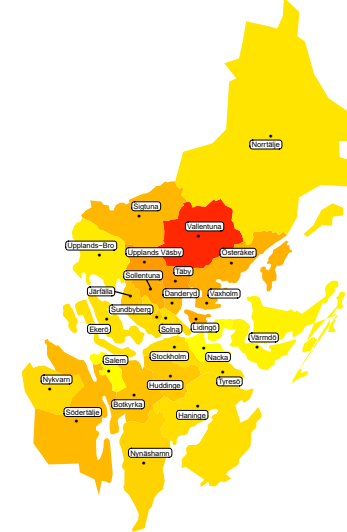 Norrtälje
Sigtuna
Vallentuna
Upplands−Bro
Upplands Väsby
Österåker
Täby
Sollentuna
Järfälla
Danderyd
Vaxholm
Sundbyberg
Ekerö
Solna
Lidingö
Värmdö
Stockholm
Nacka
Salem
Nykvarn
Huddinge
Tyresö
Botkyrka
Södertälje
Haninge
Nynäshamn